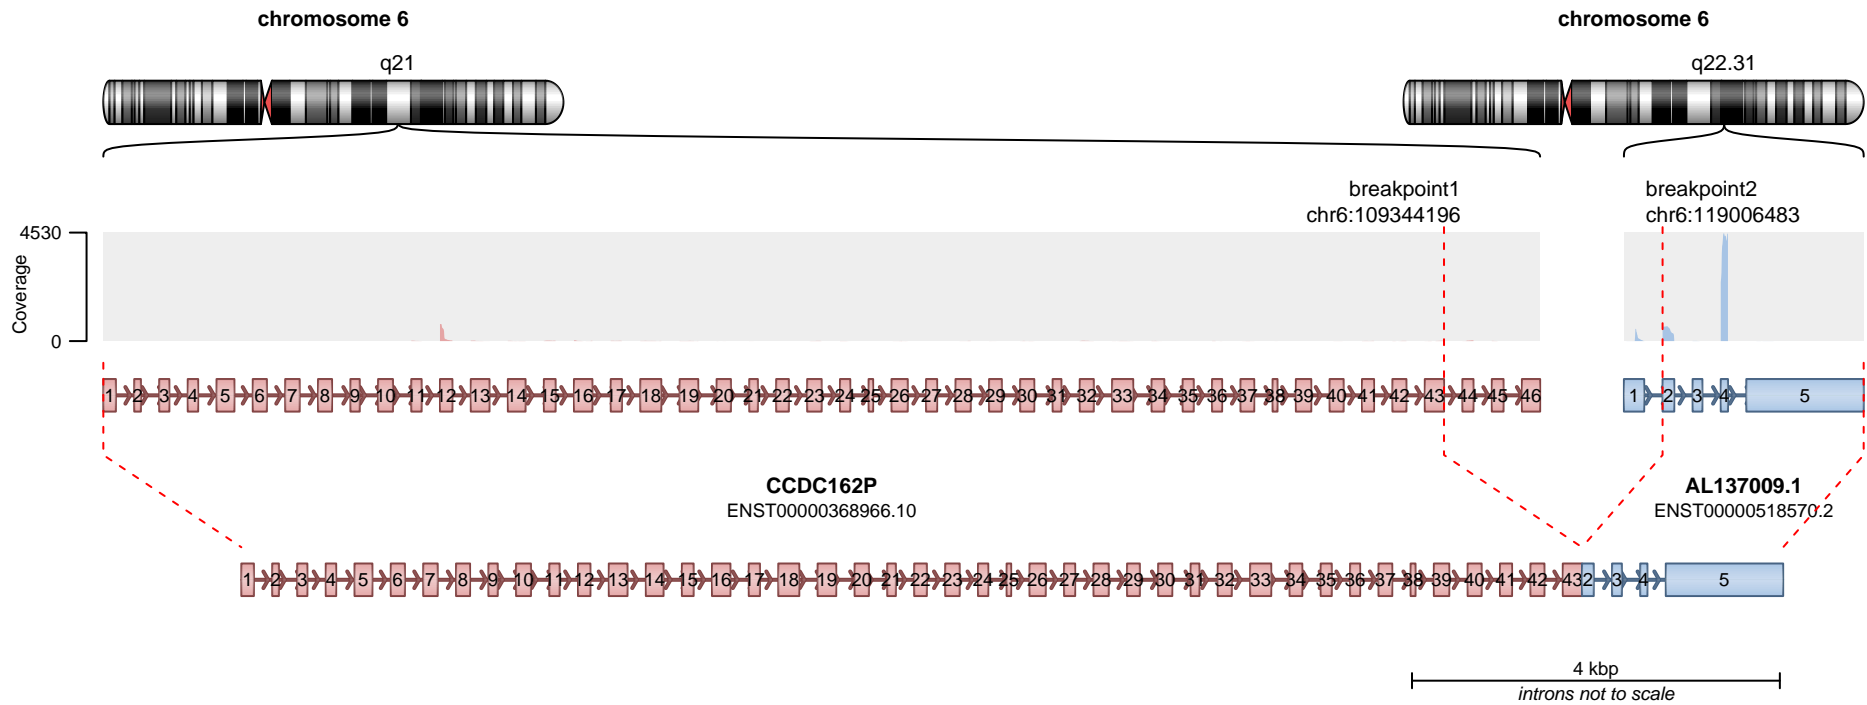 chromosome 6
chromosome 6
q21
q22.31
breakpoint1
chr6:109344196
breakpoint2
chr6:119006483
4530
0
Coverage
1 2 3 4 5 6 7 8 9 10 11 12 13 14 15 16 17 18 19 20 21 22 23 24 25 26 27 28 29 30 31 32 33 34 35 36 37 38 39 40 41 42 43 44 45 46
1 2 3 4 5
CCDC162P
ENST00000368966.10
AL137009.1
ENST00000518570.2
1 2 3 4 5 6 7 8 9 10 11 12 13 14 15 16 17 18 19 20 21 22 23 24 25 26 27 28 29 30 31 32 33 34 35 36 37 38 39 40 41 42 43 2 3 4 5
4 kbp
introns not to scale